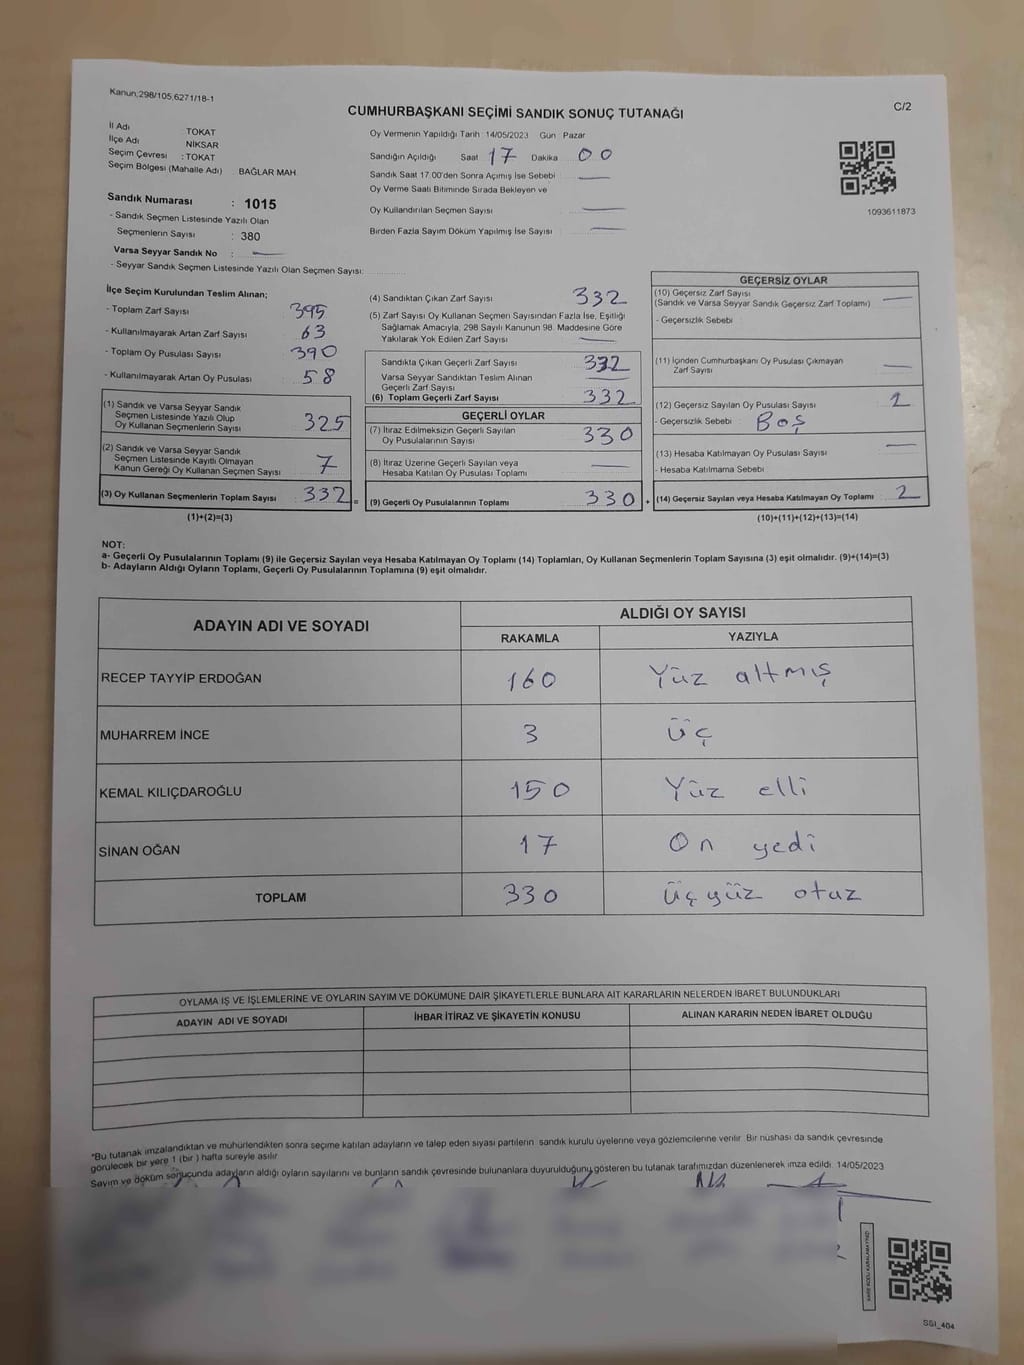 Kanun;298/105,6271/18-1
CUMHURBAŞKANI SEÇİMİ SANDIK SONUÇ TUTANAĞI
C/2
İl Adı TOKAT
İlçe Adı NİKSAR
Seçim Çevresi : TOKAT
Seçim Bölgesi (Mahalle Adı) BAĞLAR MAH.
Sandık Numarası : 1015
- Sandık Seçmen Listesinde Yazılı Olan
Seçmenlerin Sayısı : 380
Varsa Seyyar Sandık No :
- Seyyar Sandık Seçmen Listesinde Yazılı Olan Seçmen Sayısı:
Oy Vermenin Yapıldığı Tarih 14/05/2023 Gün Pazar
Sandığın Açıldığı Saat 17 Dakika 00
Sandık Saat 17.00'den Sonra Açımış İse Sebebi
Oy Verme Saati Bitiminde Sırada Bekleyen ve
Oy Kullandırılan Seçmen Sayısı
Birden Fazla Sayım Döküm Yapılmış İse Sayısı
1093611873
İlçe Seçim Kurulundan Teslim Alınan;
- Toplam Zarf Sayısı 395
- Kullanılmayarak Artan Zarf Sayısı 63
- Toplam Oy Pusulası Sayısı 390
- Kullanılmayarak Artan Oy Pusulası 58
(1) Sandık ve Varsa Seyyar Sandık
Seçmen Listesinde Yazılı Olup
Oy Kullanan Seçmenlerin Sayısı 325
(2) Sandık ve Varsa Seyyar Sandık
Seçmen Listesinde Kayıtlı Olmayan
Kanun Gereği Oy Kullanan Seçmen Sayısı 7
(3) Oy Kullanan Seçmenlerin Toplam Sayısı 332 =
(1)+(2)=(3)
(4) Sandıktan Çıkan Zarf Sayısı 332
(5) Zarf Sayısı Oy Kullanan Seçmen Sayısından Fazla İse, Eşitliği
Sağlamak Amacıyla, 298 Sayılı Kanunun 98. Maddesine Göre
Yakılarak Yok Edilen Zarf Sayısı
Sandıkta Çıkan Geçerli Zarf Sayısı 332
Varsa Seyyar Sandıktan Teslim Alınan
Geçerli Zarf Sayısı
(6) Toplam Geçerli Zarf Sayısı 332
GEÇERLİ OYLAR
(7) İtiraz Edilmeksizin Geçerli Sayılan
Oy Pusulalarının Sayısı 330
(8) İtiraz Üzerine Geçerli Sayılan veya
Hesaba Katılan Oy Pusulası Toplamı
(9) Geçerli Oy Pusulalarının Toplamı 330 +
GEÇERSİZ OYLAR
(10) Geçersiz Zarf Sayısı
(Sandık ve Varsa Seyyar Sandık Geçersiz Zarf Toplamı)
- Geçersizlik Sebebi :
(11) İçinden Cumhurbaşkanı Oy Pusulası Çıkmayan
Zarf Sayısı
(12) Geçersiz Sayılan Oy Pusulası Sayısı 2
- Geçersizlik Sebebi : Boş
(13) Hesaba Katılmayan Oy Pusulası Sayısı
- Hesaba Katılmama Sebebi
(14) Geçersiz Sayılan veya Hesaba Katılmayan Oy Toplamı 2
(10)+(11)+(12)+(13)=(14)
NOT:
a- Geçerli Oy Pusulalarının Toplamı (9) ile Geçersiz Sayılan veya Hesaba Katılmayan Oy Toplamı (14) Toplamları, Oy Kullanan Seçmenlerin Toplam Sayısına (3) eşit olmalıdır. (9)+(14)=(3)
b- Adayların Aldığı Oyların Toplamı, Geçerli Oy Pusulalarının Toplamına (9) eşit olmalıdır.
ADAYIN ADI VE SOYADI
ALDIĞI OY SAYISI
RAKAMLA YAZIYLA
RECEP TAYYİP ERDOĞAN 160 Yüz altmış
MUHARREM İNCE 3 üç
KEMAL KILIÇDAROĞLU 150 Yüz elli
SİNAN OĞAN 17 On yedi
TOPLAM 330 üçyüz otuz
OYLAMA İŞ VE İŞLEMLERİNE VE OYLARIN SAYIM VE DÖKÜMÜNE DAİR ŞİKAYETLERLE BUNLARA AİT KARARLARIN NELERDEN İBARET BULUNDUKLARI
ADAYIN ADI VE SOYADI İHBAR İTİRAZ VE ŞİKAYETİN KONUSU ALINAN KARARIN NEDEN İBARET OLDUĞU
*Bu tutanak imzalandıktan ve mühürlendikten sonra seçime katılan adayların ve talep eden siyasi partilerin sandık kurulu üyelerine veya gözlemcilerine verilir. Bir nüshası da sandık çevresinde
görülecek bir yere 1 (bir ) hafta süreyle asılır.
Sayım ve döküm sonucunda adayların aldığı oyların sayılarını ve bunların sandık çevresinde bulunanlara duyurulduğunu gösteren bu tutanak tarafımızdan düzenlenerek imza edildi. 14/05/2023
SSI_404